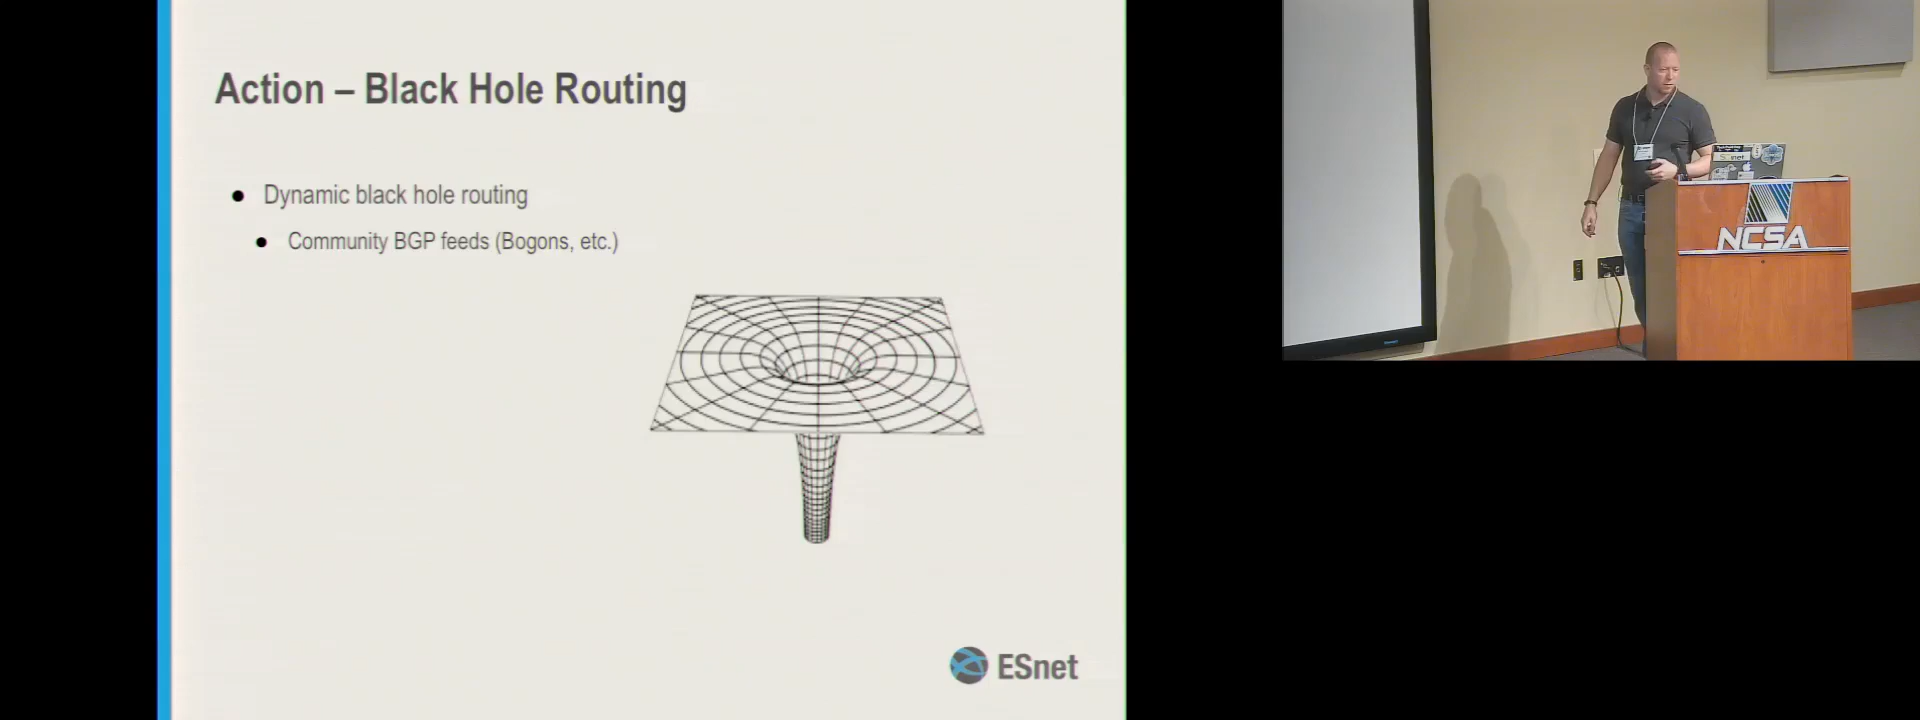 Action – Black Hole Routing
Dynamic black hole routing
Community BGP feeds (Bogons, etc.)
ESnet
NCSA